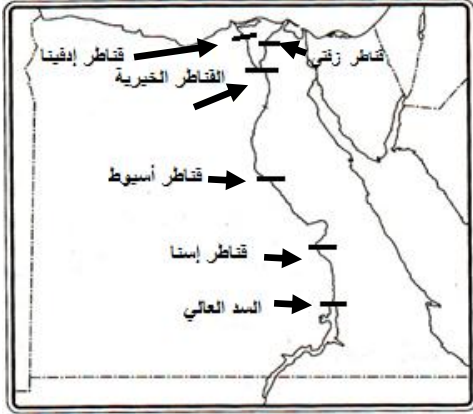 قناطر إدفينا
قناطر زفتى
القناطر الخيرية
قناطر أسيوط
قناطر إسنا
السد العالي